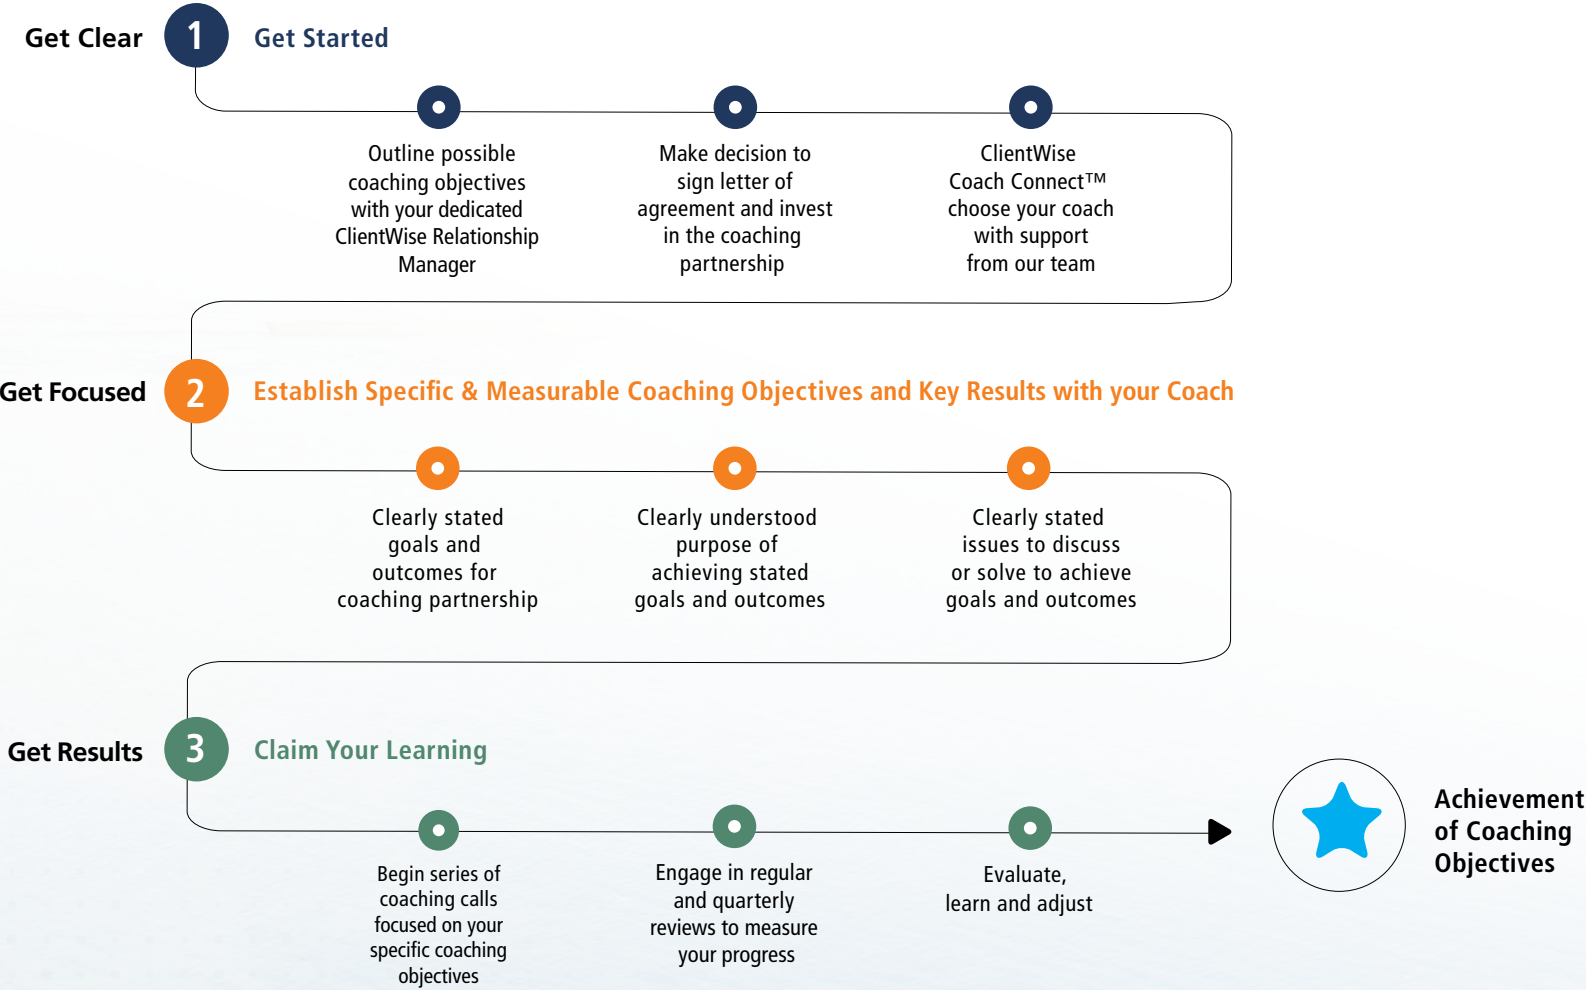 Get Clear
1
Get Started
Outline possible
coaching objectives
with your dedicated
ClientWise Relationship
Manager
Make decision to
sign letter of
agreement and invest
in the coaching
partnership
ClientWise
Coach Connect™
choose your coach
with support
from our team
Get Focused
2
Establish Specific & Measurable Coaching Objectives and Key Results with your Coach
Clearly stated
goals and
outcomes for
coaching partnership
Clearly understood
purpose of
achieving stated
goals and outcomes
Clearly stated
issues to discuss
or solve to achieve
goals and outcomes
Get Results
3
Claim Your Learning
Begin series of
coaching calls
focused on your
specific coaching
objectives
Engage in regular
and quarterly
reviews to measure
your progress
Evaluate,
learn and adjust
Achievement
of Coaching
Objectives